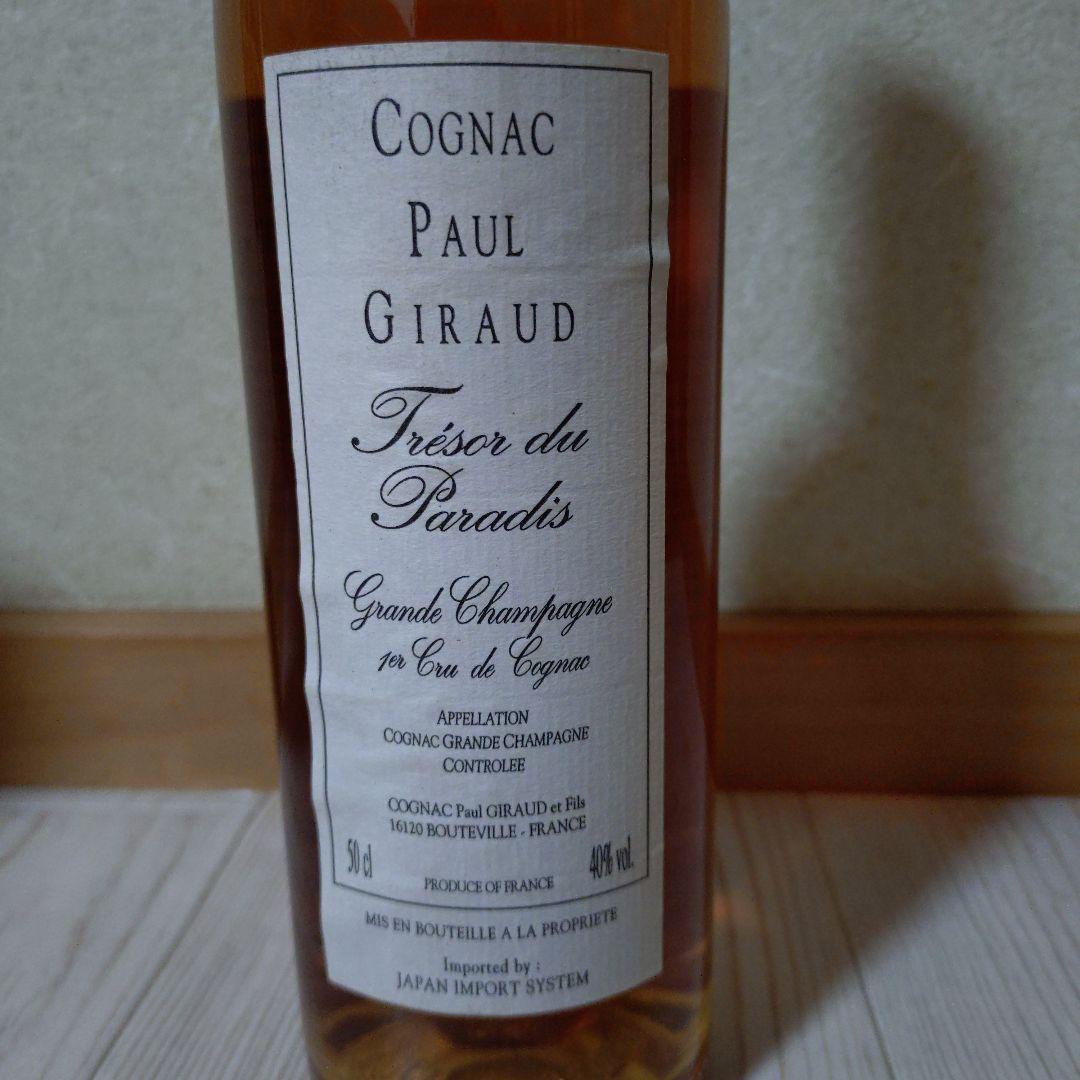 COGNAC
PAUL
GIRAUD
Trésor du
Paradis
Grande Champagne
1er Cru de Cognac
APPELLATION
COGNAC GRANDE CHAMPAGNE
CONTROLEE
COGNAC Paul GIRAUD et Fils
16120 BOUTEVILLE - FRANCE
50 cl
40% vol.
PRODUCE OF FRANCE
MIS EN BOUTEILLE A LA PROPRIETE
Imported by :
JAPAN IMPORT SYSTEM